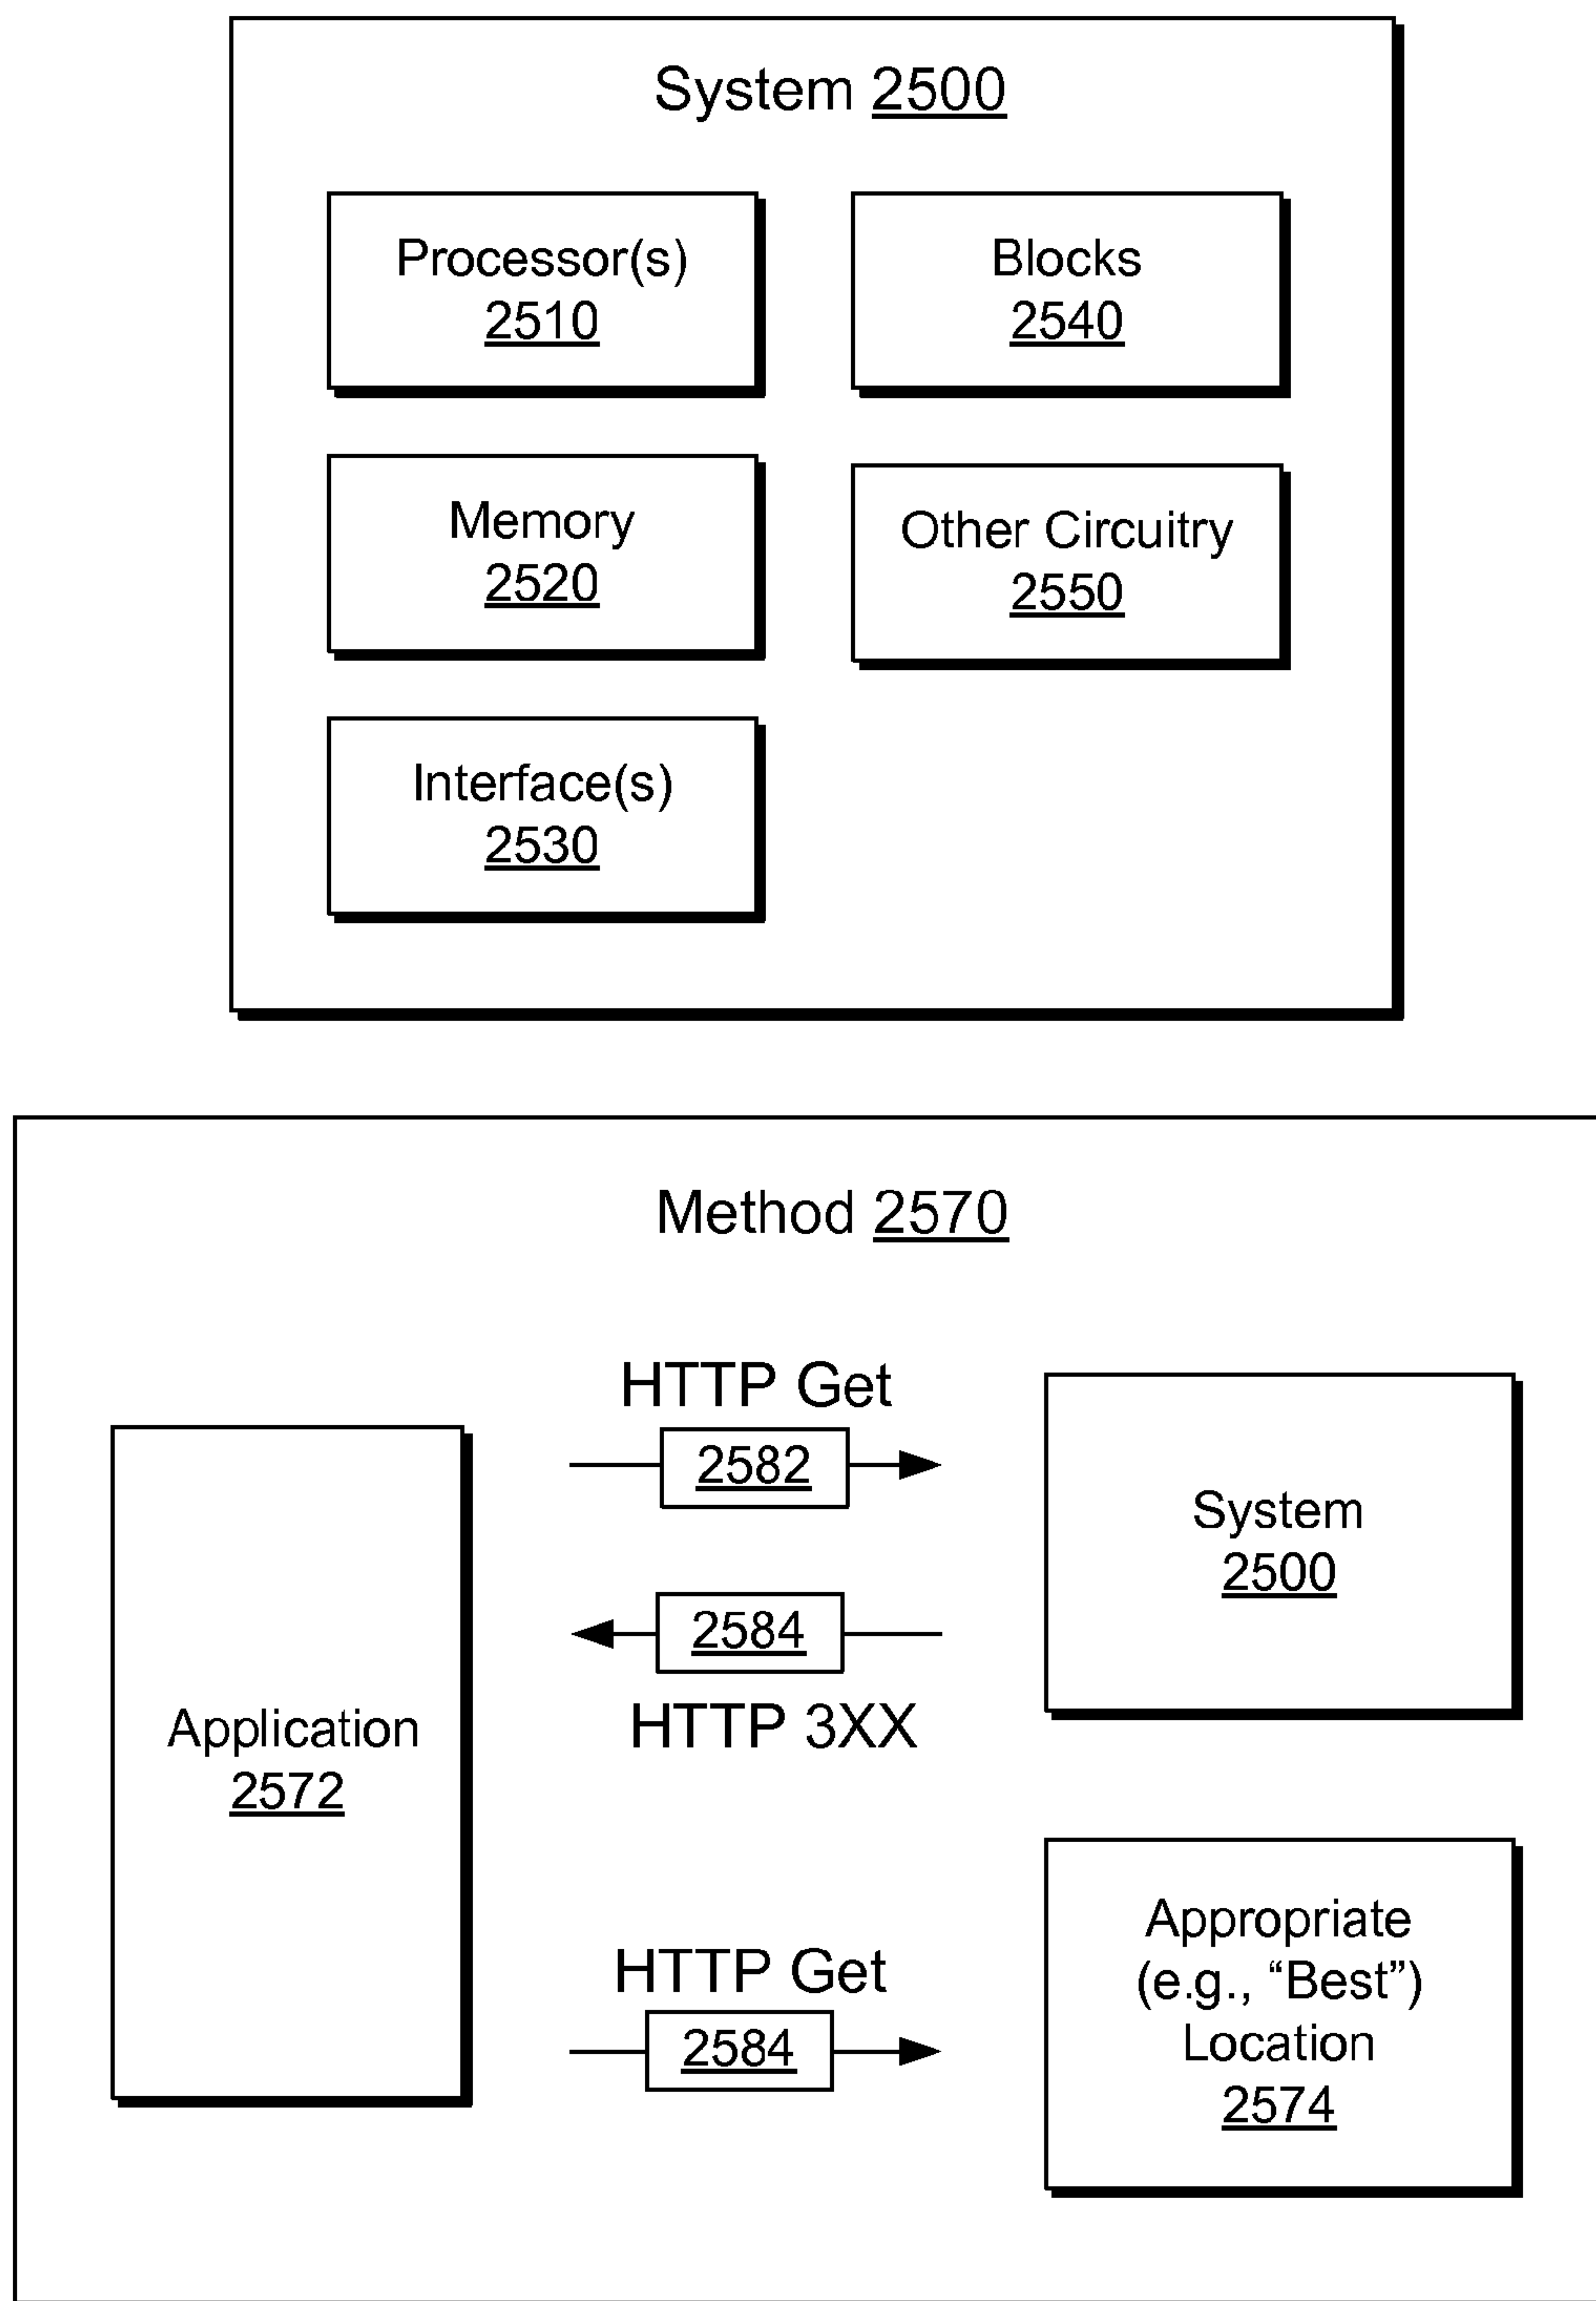 System 2500
Processor(s)
2510
Blocks
2540
Memory
2520
Other Circuitry
2550
Interface(s)
2530
Method 2570
HTTP Get
2582
System
2500
2584
HTTP 3XX
Application
2572
HTTP Get
2584
Appropriate
(e.g., “Best”)
Location
2574